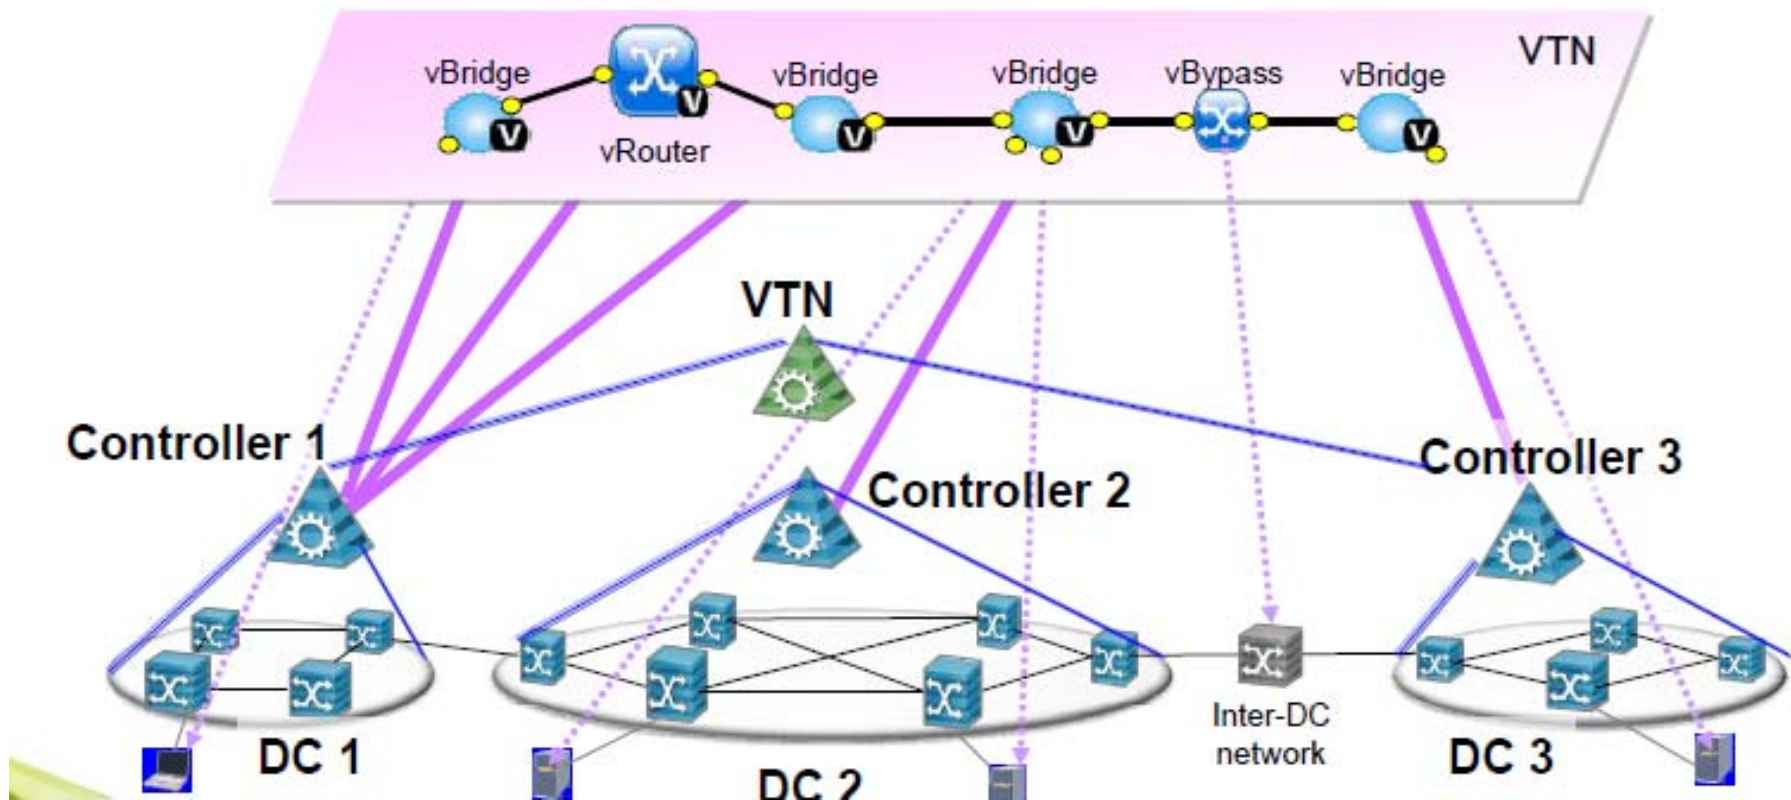 VTN
vBridge
vRouter
vBridge
vBridge
vBypass
vBridge
V
V
V
V
V
VTN
Controller 1
Controller 2
Controller 3
Inter-DC
network
DC 1
DC 2
DC 3